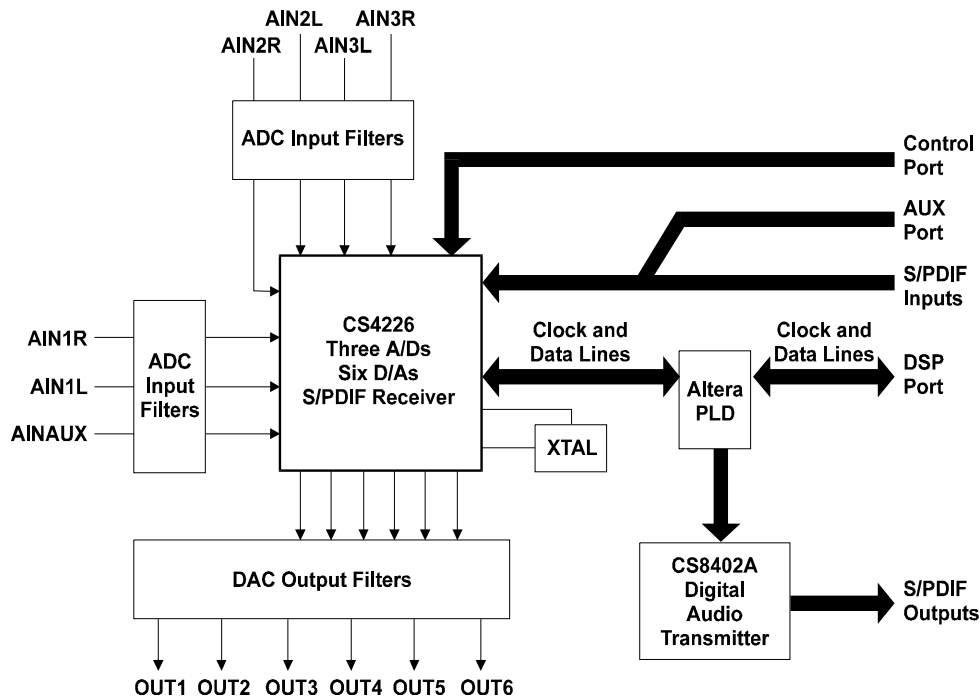 AIN2L
AIN3R
AIN2R
AIN3L
ADC Input Filters
Control
Port
AUX
Port
S/PDIF
Inputs
CS4226
Three A/Ds
Six D/As
S/PDIF Receiver
Clock and
Data Lines
Clock and
Data Lines
AIN1R
AIN1L
AINAUX
ADC
Input
Filters
Altera
PLD
DSP
Port
XTAL
DAC Output Filters
CS8402A
Digital
Audio
Transmitter
S/PDIF
Outputs
OUT1
OUT2
OUT3
OUT4
OUT5
OUT6